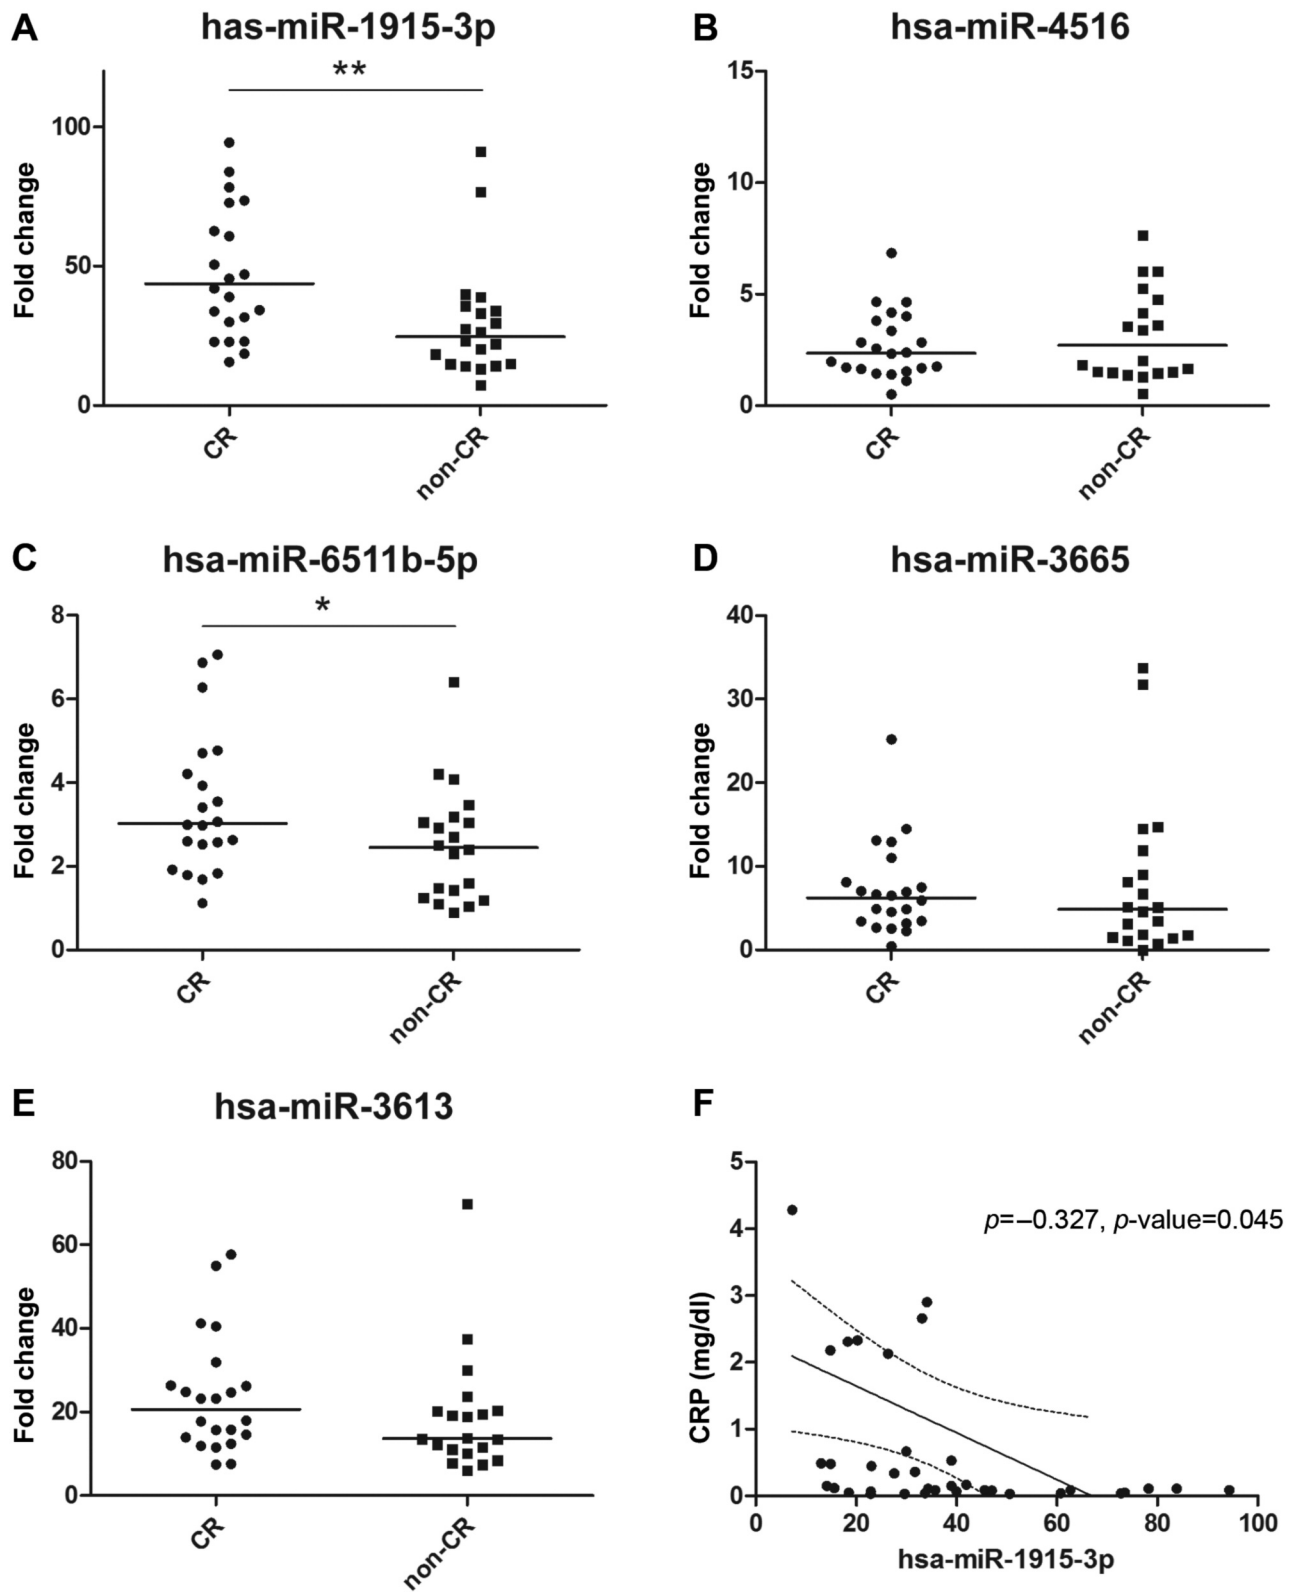 A has-miR-1915-3p
**
Fold change
100
50
0
CR
non-CR
B hsa-miR-4516
Fold change
15
10
5
0
CR
non-CR
C hsa-miR-6511b-5p
*
Fold change
8
6
4
2
0
CR
non-CR
D hsa-miR-3665
Fold change
40
30
20
10
0
CR
non-CR
E hsa-miR-3613
Fold change
80
60
40
20
0
CR
non-CR
F
p=–0.327, p-value=0.045
CRP (mg/dl)
5
4
3
2
1
0
0 20 40 60 80 100
hsa-miR-1915-3p